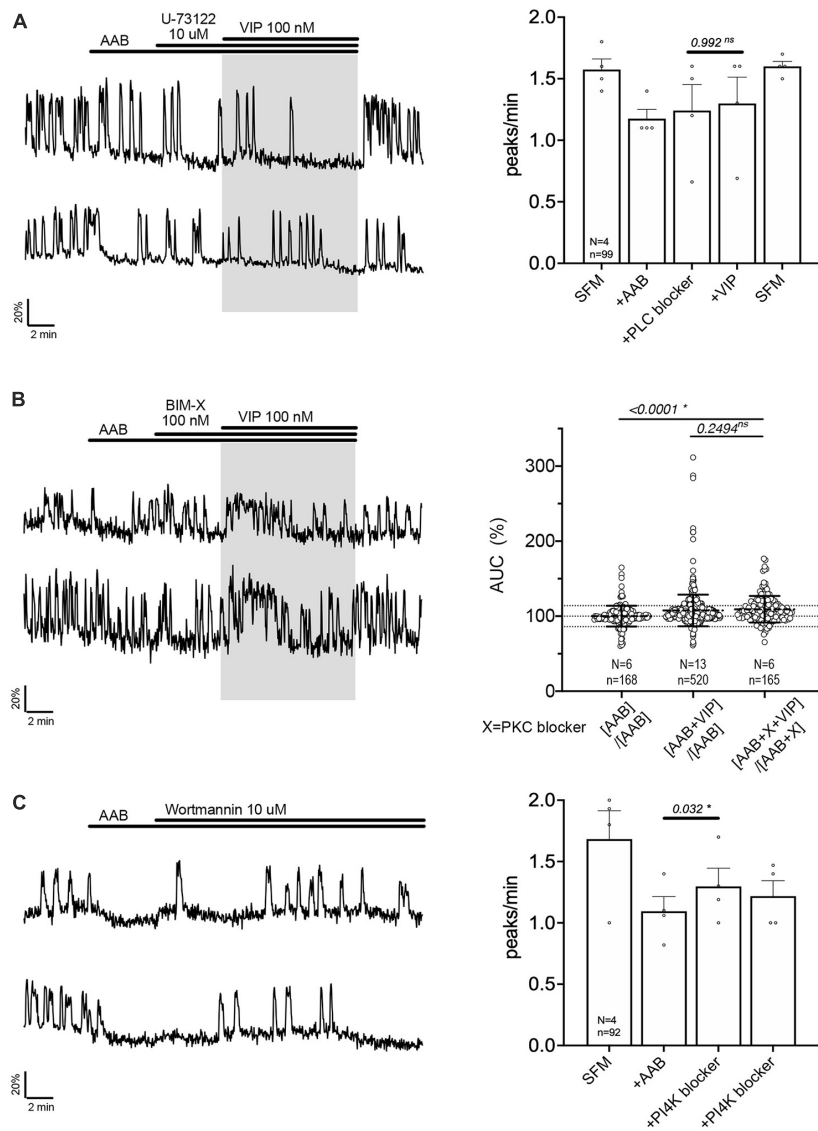 A
U-73122
10 uM
VIP 100 nM
AAB
20%
2 min
peaks/min
2.0
1.5
1.0
0.5
0.0
0.992 ns
N=4
n=99
SFM
+AAB
+PLC blocker
+VIP
SFM
B
BIM-X
100 nM
VIP 100 nM
AAB
20%
2 min
AUC (%)
300
200
100
0
<0.0001 *
0.2494ns
N=6
n=168
N=13
n=520
N=6
n=165
X=PKC blocker
[AAB]
/[AAB]
[AAB+VIP]
/[AAB]
[AAB+X+VIP]
/[AAB+X]
C
AAB
Wortmannin 10 uM
20%
2 min
peaks/min
2.0
1.5
1.0
0.5
0.0
0.032 *
N=4
n=92
SFM
+AAB
+PI4K blocker
+PI4K blocker